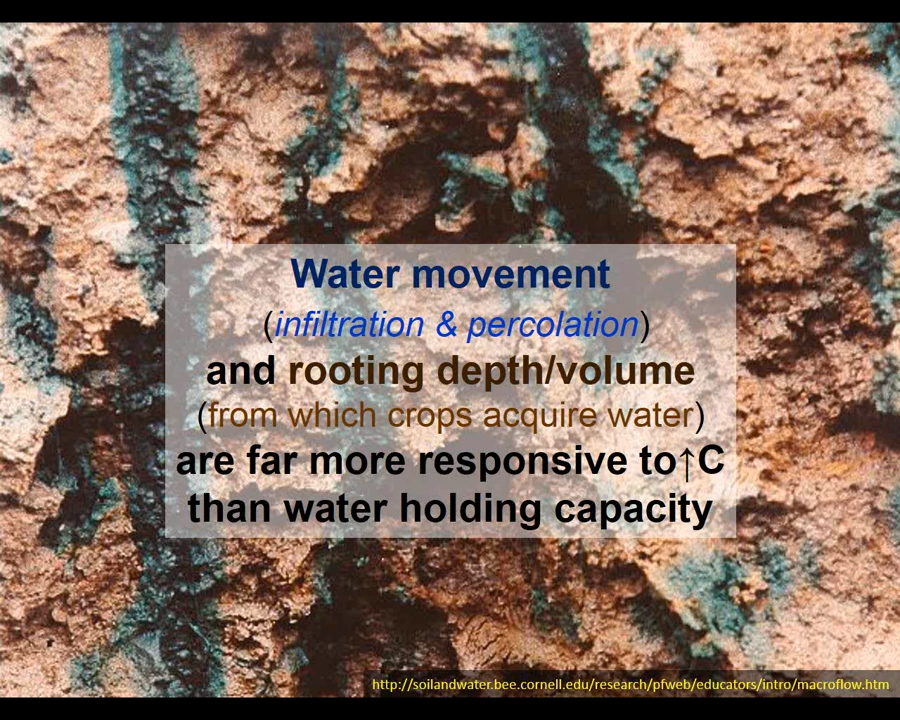 Water movement
(infiltration & percolation)
and rooting depth/volume
(from which crops acquire water)
are far more responsive to↑C
than water holding capacity
http://soilandwater.bee.cornell.edu/research/pfweb/educators/intro/macroflow.htm